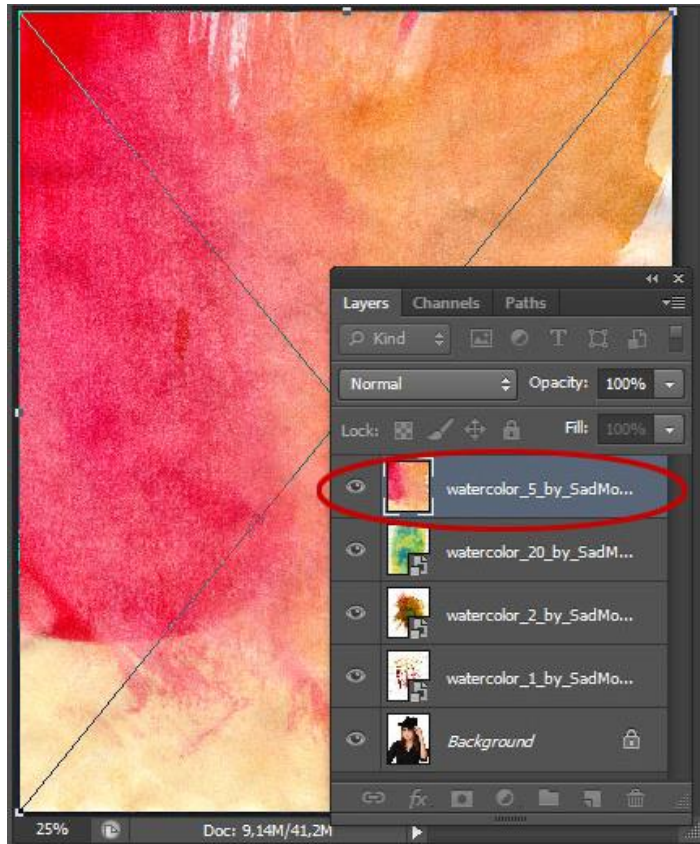 Layers Channels Paths
Kind
Normal Opacity: 100%
Lock: Fill: 100%
watercolor_5_by_SadMo...
watercolor_20_by_SadM...
watercolor_2_by_SadMo...
watercolor_1_by_SadMo...
Background
fx
25% Doc: 9,14M/41,2M